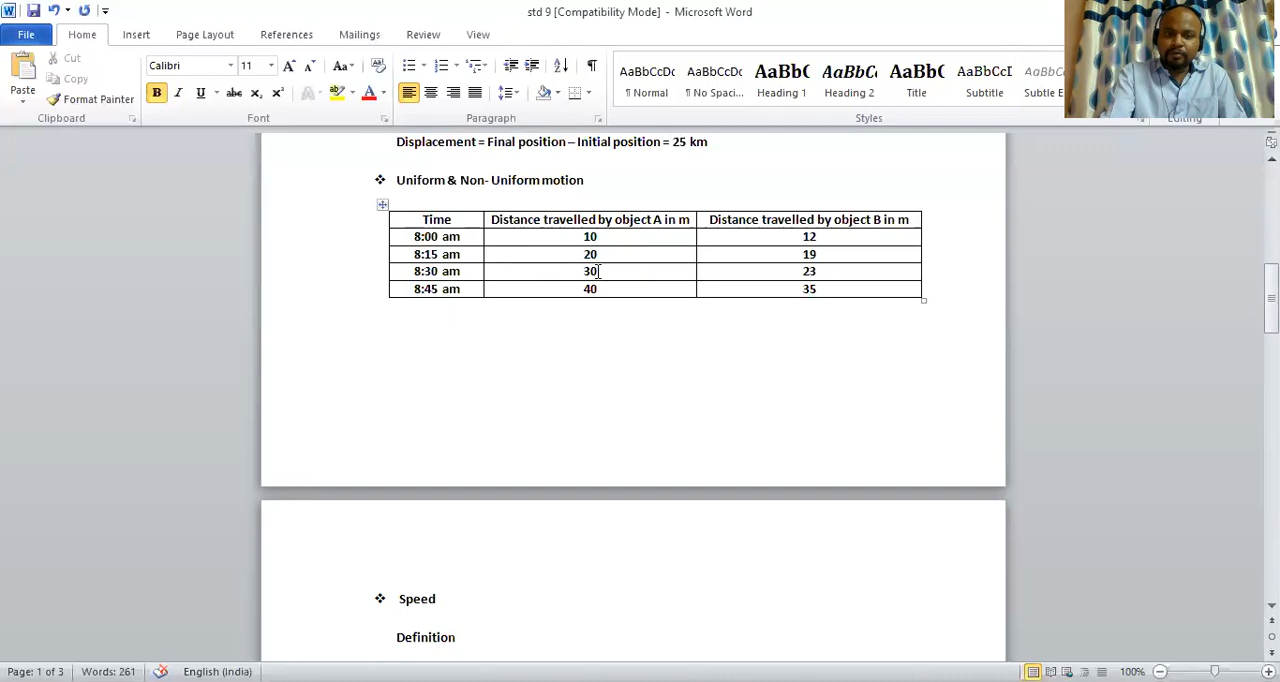 std 9 [Compatibility Mode] - Microsoft Word
File Home Insert Page Layout References Mailings Review View
Paste
Cut
Copy
Format Painter
Clipboard
Calibri 11
Font
Paragraph
AaBbCcDc AaBbCcDc AaBbC AaBbCc AaBbC AaBbCcI AaBbCcD
¶ Normal ¶ No Spaci... Heading 1 Heading 2 Title Subtitle Subtle E
Styles
Editing
Displacement = Final position – Initial position = 25 km
❖ Uniform & Non- Uniform motion
Time Distance travelled by object A in m Distance travelled by object B in m
8:00 am 10 12
8:15 am 20 19
8:30 am 30 23
8:45 am 40 35
❖ Speed
Definition
Page: 1 of 3 Words: 261 English (India) 100%